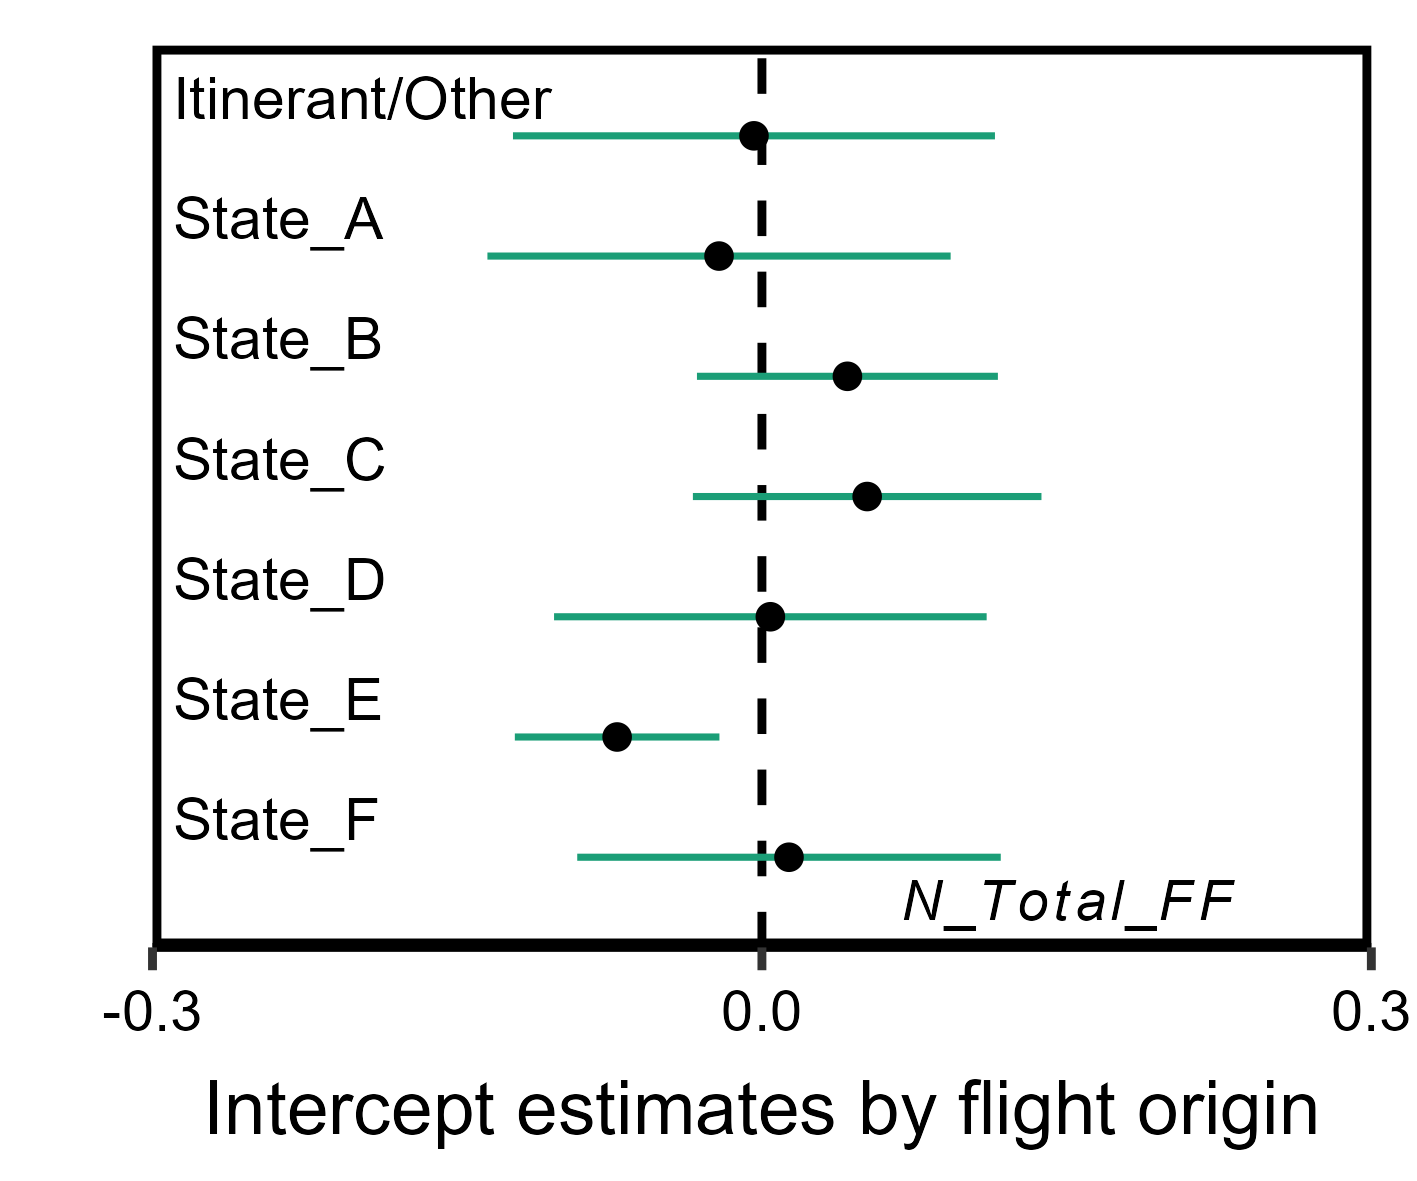 Itinerant/Other
State_A
State_B
State_C
State_D
State_E
State_F
N_Total_FF
-0.3 0.0 0.3
Intercept estimates by flight origin